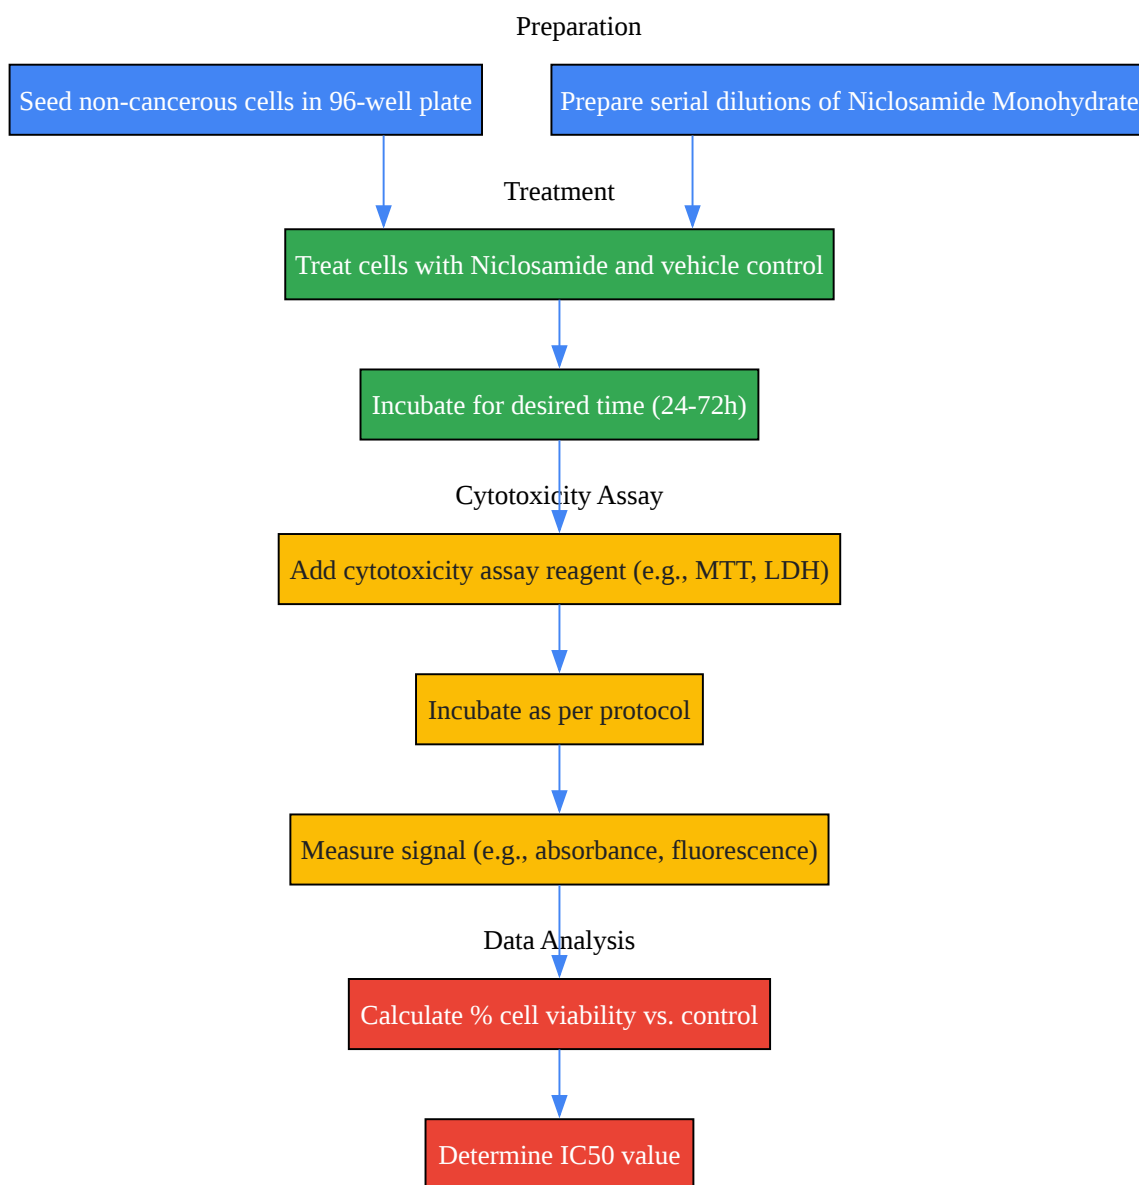 Preparation
Seed non-cancerous cells in 96-well plate
Prepare serial dilutions of Niclosamide Monohydrate
Treatment
Treat cells with Niclosamide and vehicle control
Incubate for desired time (24-72h)
Cytotoxicity Assay
Add cytotoxicity assay reagent (e.g., MTT, LDH)
Incubate as per protocol
Measure signal (e.g., absorbance, fluorescence)
Data Analysis
Calculate % cell viability vs. control
Determine IC50 value